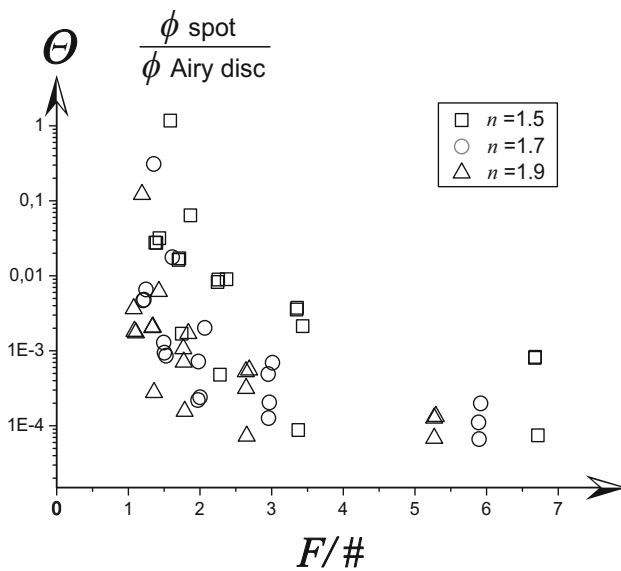 Θ
ϕ spot
ϕ Airy disc
□ n =1.5
○ n =1.7
△ n =1.9
1
0,1
0,01
1E-3
1E-4
0 1 2 3 4 5 6 7
F/#